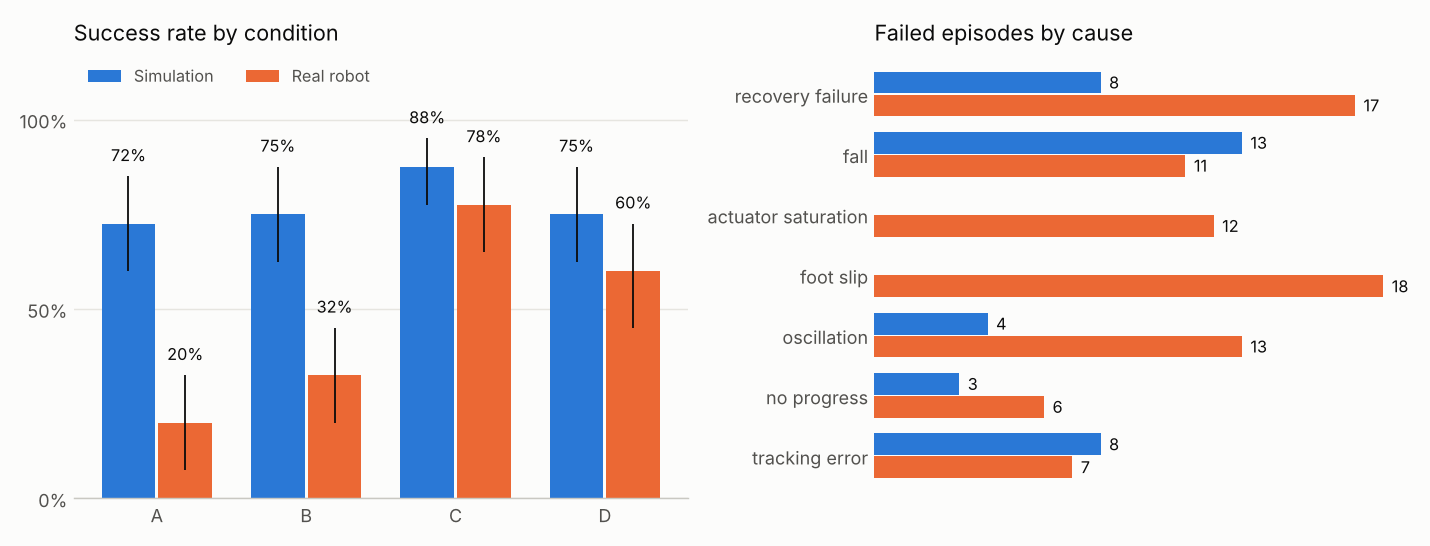 Success rate by condition
Simulation Real robot
100%
50%
0%
72%
20%
75%
32%
88%
78%
75%
60%
A B C D
Failed episodes by cause
recovery failure 8 17
fall 13 11
actuator saturation 12
foot slip 18
oscillation 4 13
no progress 3 6
tracking error 8 7